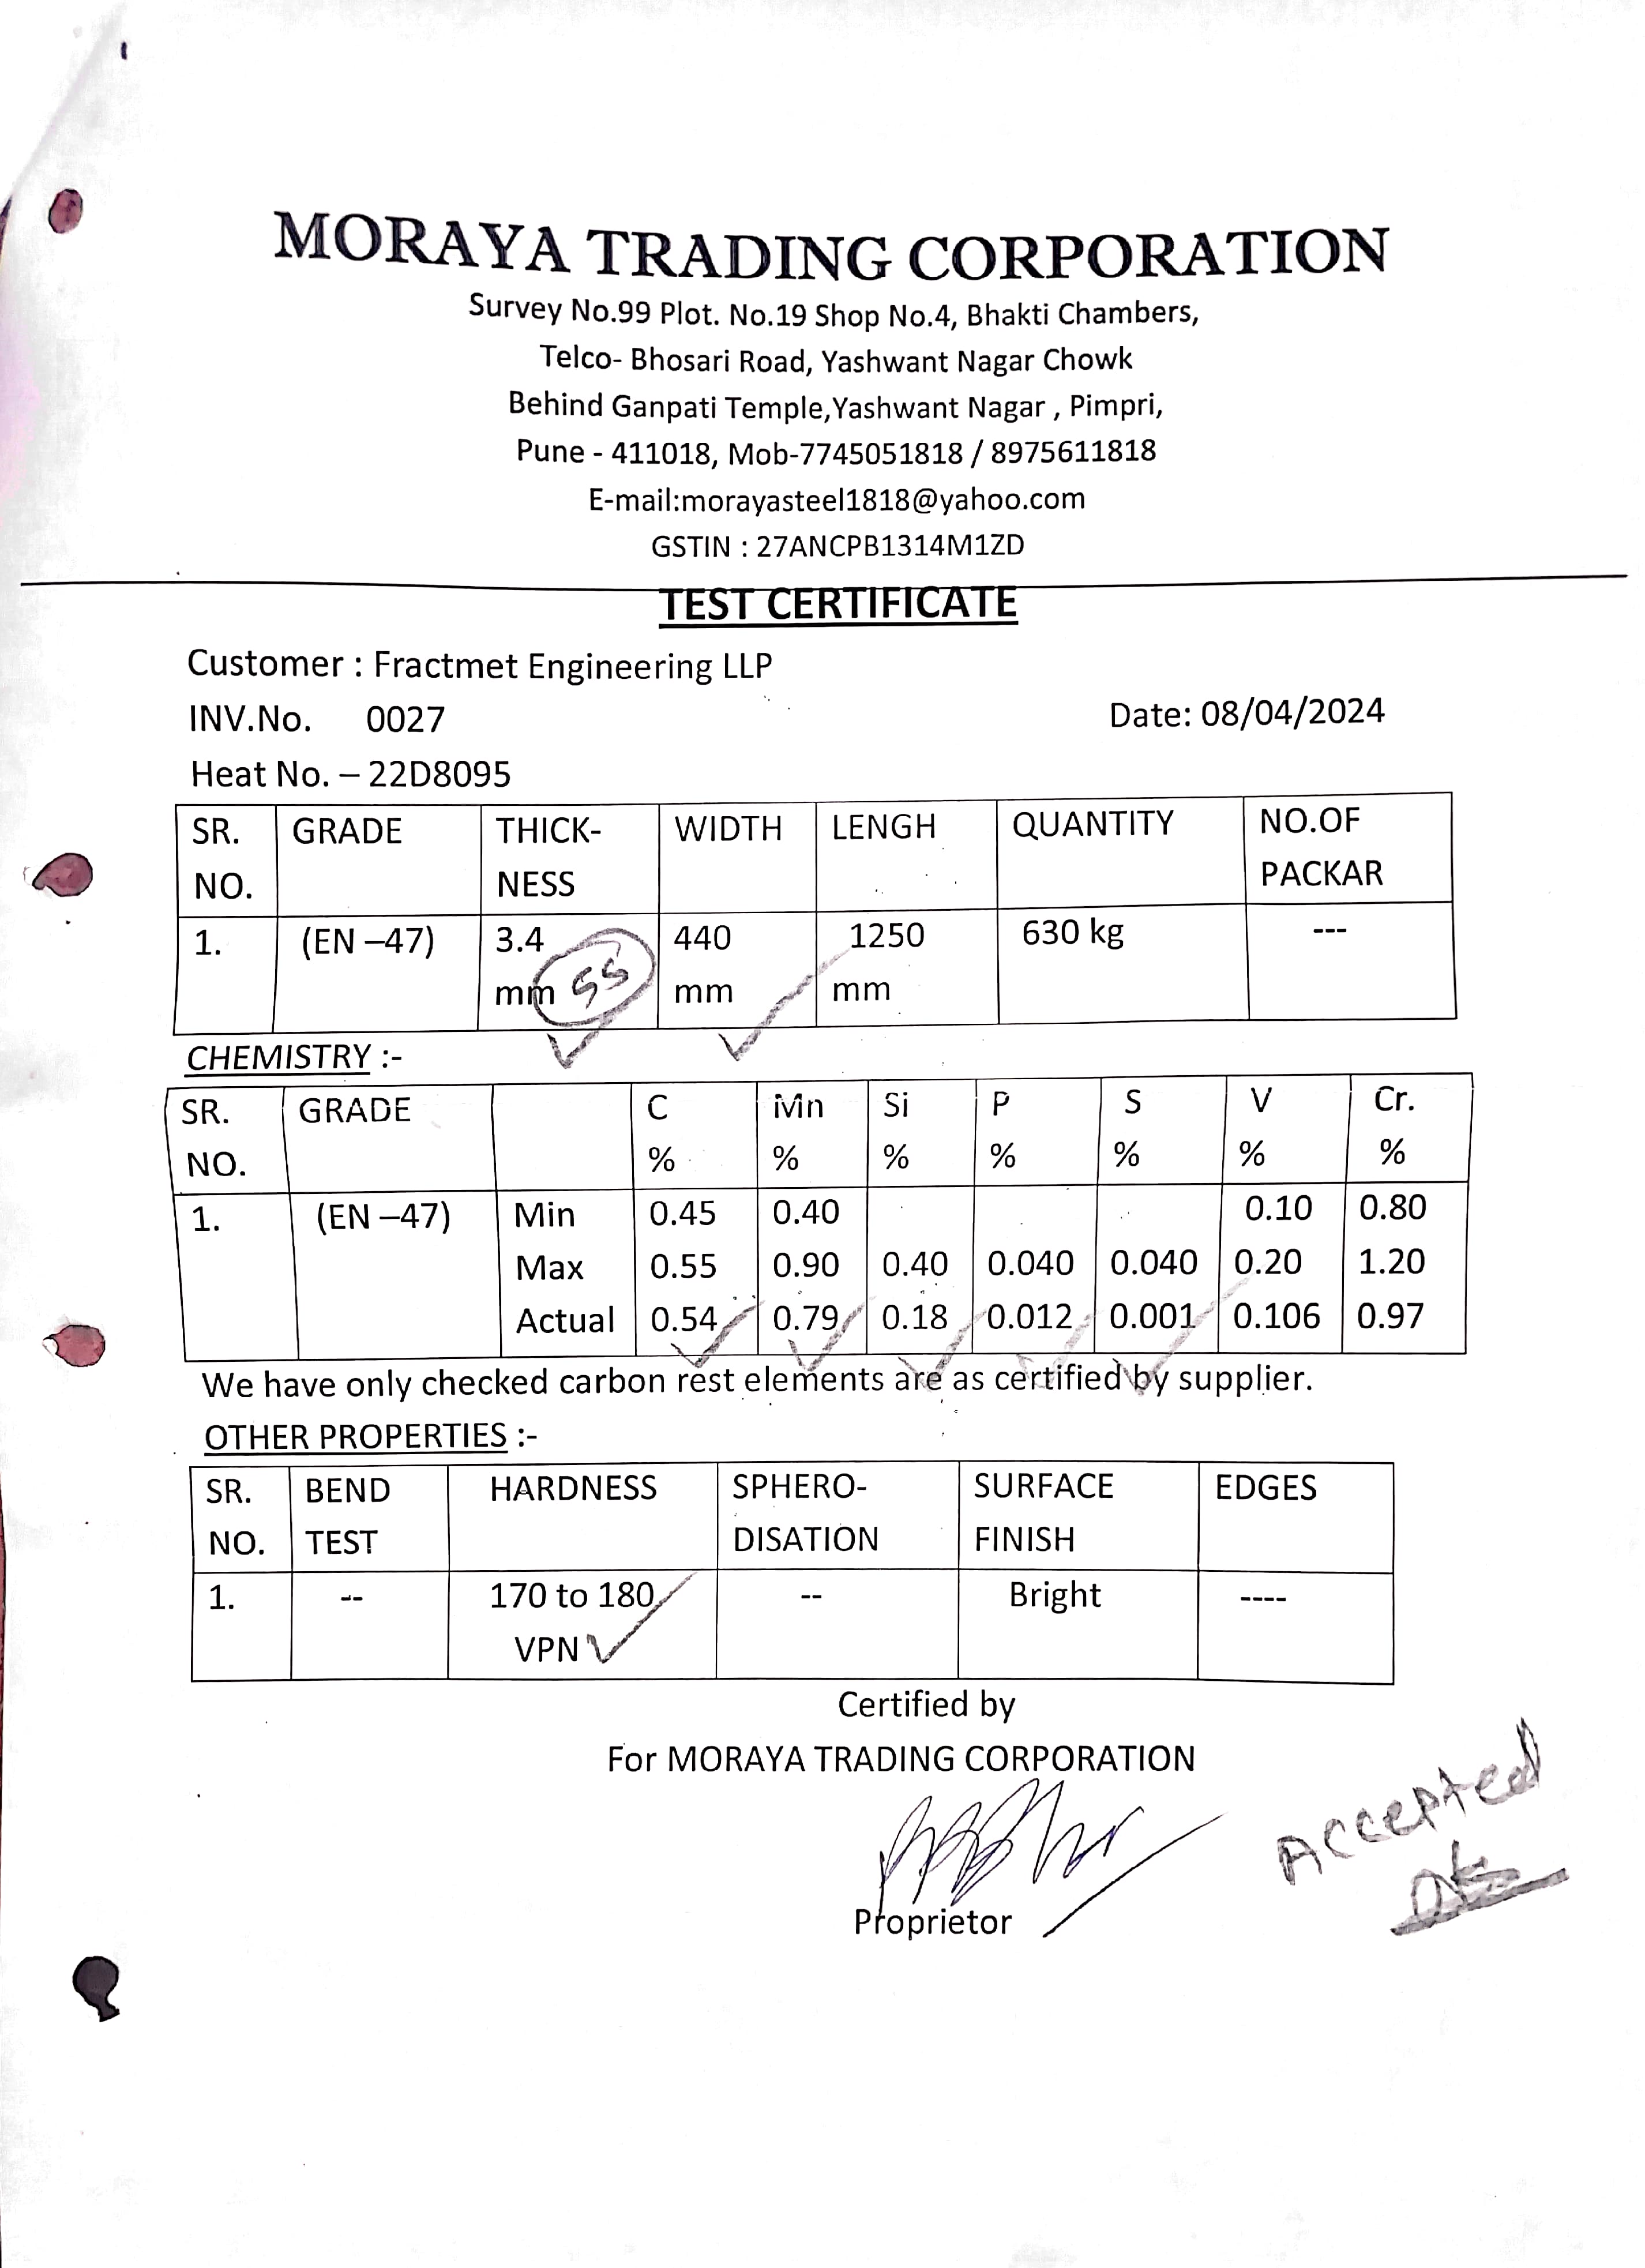 MORAYA TRADING CORPORATION
Survey No.99 Plot. No.19 Shop No.4, Bhakti Chambers,
Telco- Bhosari Road, Yashwant Nagar Chowk
Behind Ganpati Temple,Yashwant Nagar , Pimpri,
Pune - 411018, Mob-7745051818 / 8975611818
E-mail:morayasteel1818@yahoo.com
GSTIN : 27ANCPB1314M1ZD
TEST CERTIFICATE
Customer : Fractmet Engineering LLP
INV.No. 0027 Date: 08/04/2024
Heat No. – 22D8095
SR. GRADE THICK- WIDTH LENGH QUANTITY NO.OF
NO. NESS PACKAR
1. (EN –47) 3.4 440 1250 630 kg ---
mm mm mm
CHEMISTRY :-
SR. GRADE C Mn Si P S V Cr.
NO. % % % % % % %
1. (EN –47) Min 0.45 0.40 0.10 0.80
Max 0.55 0.90 0.40 0.040 0.040 0.20 1.20
Actual 0.54 0.79 0.18 0.012 0.001 0.106 0.97
We have only checked carbon rest elements are as certified by supplier.
OTHER PROPERTIES :-
SR. BEND HARDNESS SPHERO- SURFACE EDGES
NO. TEST DISATION FINISH
1. -- 170 to 180 -- Bright ----
VPN
Certified by
For MORAYA TRADING CORPORATION
Accepted
Proprietor